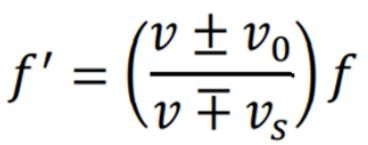 f′ = (v ± v₀ / v ∓ vₛ) f